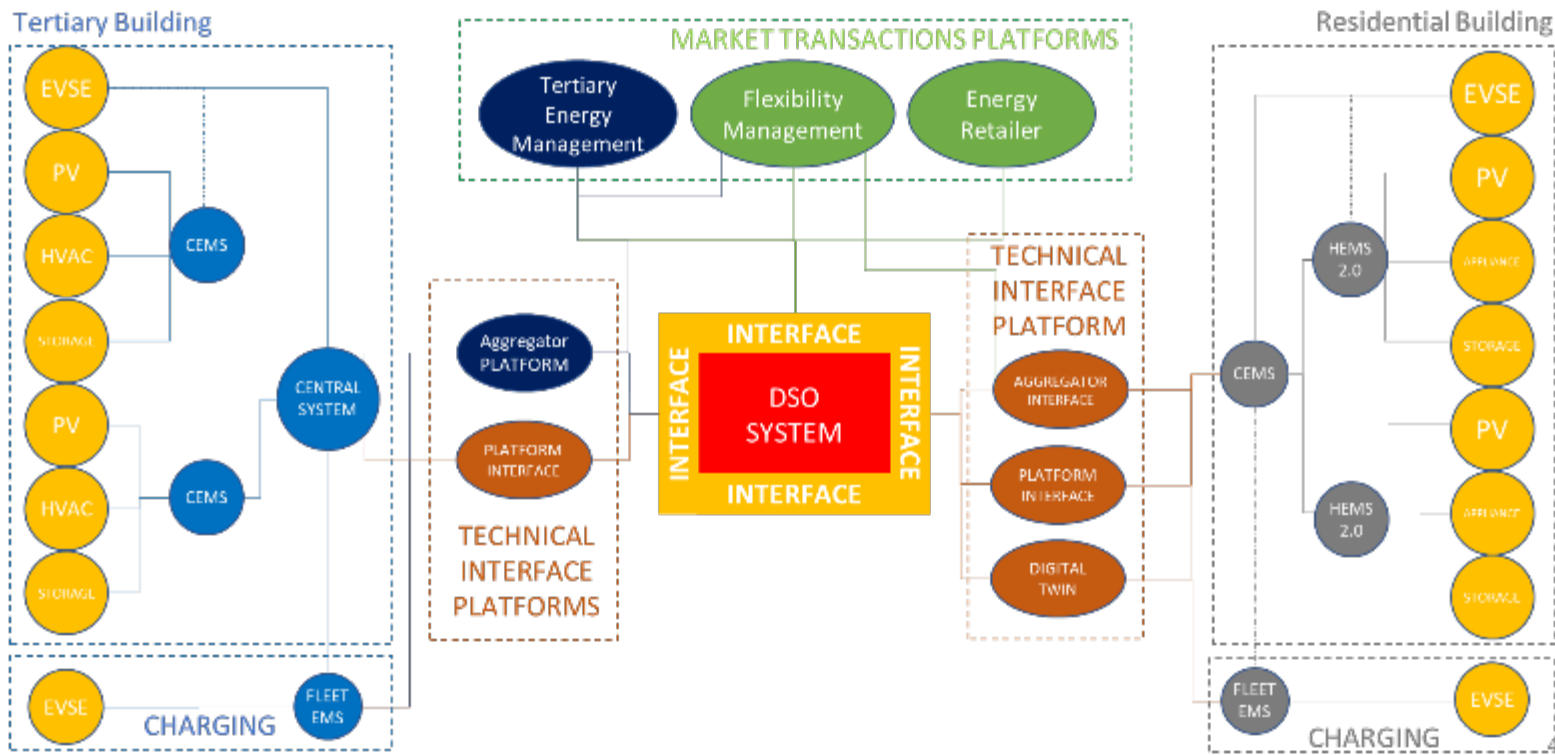 Tertiary Building
EVSE
PV
HVAC
STORAGE
PV
HVAC
STORAGE
CEMS
CEMS
CENTRAL
SYSTEM
EVSE
FLEET
EMS
CHARGING
MARKET TRANSACTIONS PLATFORMS
Tertiary
Energy
Management
Flexibility
Management
Energy
Retailer
Aggregator
PLATFORM
PLATFORM
INTERFACE
TECHNICAL
INTERFACE
PLATFORMS
INTERFACE
INTERFACE
DSO
SYSTEM
INTERFACE
INTERFACE
TECHNICAL
INTERFACE
PLATFORM
AGGREGATOR
INTERFACE
PLATFORM
INTERFACE
DIGITAL
TWIN
Residential Building
CEMS
HEMS
2.0
HEMS
2.0
EVSE
PV
APPLIANCE
STORAGE
PV
APPLIANCE
STORAGE
FLEET
EMS
EVSE
CHARGING